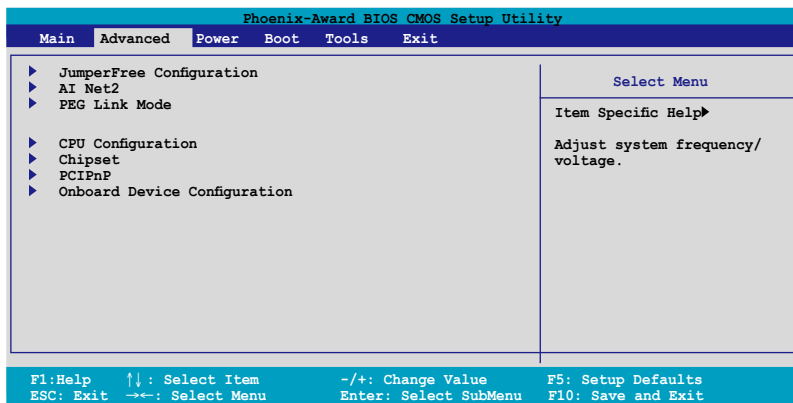 Phoenix-Award BIOS CMOS Setup Utility
Main Advanced Power Boot Tools Exit
JumperFree Configuration
AI Net2
PEG Link Mode
CPU Configuration
Chipset
PCIPnP
Onboard Device Configuration
Select Menu
Item Specific Help
Adjust system frequency/
voltage.
F1:Help ↑↓: Select Item -/+: Change Value F5: Setup Defaults
ESC: Exit →←: Select Menu Enter: Select SubMenu F10: Save and Exit